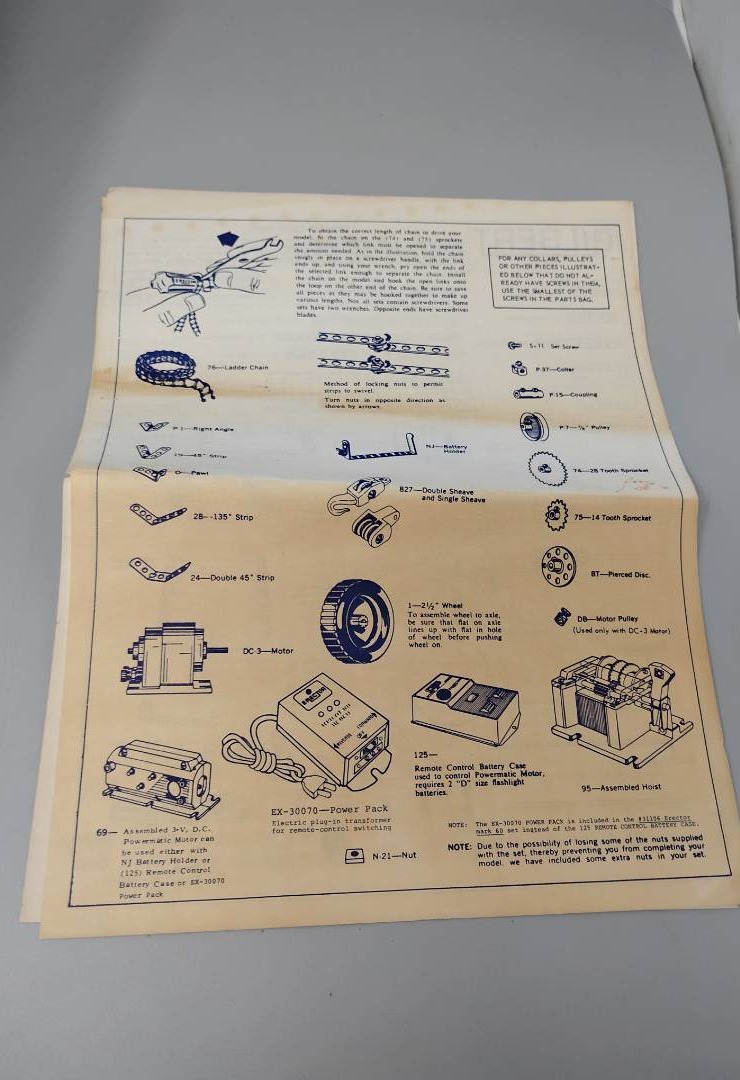 To obtain the correct length of chain to drive your
model, fit the chain on the (74) and (75) sprockets
and determine which link must be opened to separate
the amount needed. As in the illustration, hold the chain
snugly in place on a screwdriver handle, with the link
ends up, and using your wrench, pry open the ends of
the selected link enough to separate the chain. Install
the chain on the model and hook the open links onto
the loop on the other end of the chain. Be sure to save
all pieces as they may be hooked together to make up
various lengths. Not all sets contain screwdrivers. Some
sets have two wrenches. Opposite ends have screwdriver
blades.
FOR ANY COLLARS, PULLEYS
OR OTHER PIECES ILLUSTRAT-
ED BELOW THAT DO NOT AL-
READY HAVE SCREWS IN THEM,
USE THE SMALLEST OF THE
SCREWS IN THE PARTS BAG.
76—Ladder Chain
Method of locking nuts to permit
strips to swivel.
Turn nuts in opposite direction as
shown by arrows.
S-11 Set Screw
P-37—Collar
P-15—Coupling
P-7—⅞" Pulley
74—28 Tooth Sprocket
75—14 Tooth Sprocket
BT—Pierced Disc.
DB—Motor Pulley
(Used only with DC-3 Motor)
P-1—Right Angle
45° Strip
O—Pawl
28—135° Strip
24—Double 45° Strip
NJ—Battery
Holder
827—Double Sheave
and Single Sheave
1—2½" Wheel
To assemble wheel to axle,
be sure that flat on axle
lines up with flat in hole
of wheel before pushing
wheel on.
DC-3—Motor
125—
Remote Control Battery Case
used to control Powermatic Motor,
requires 2 "D" size flashlight
batteries.
95—Assembled Hoist
EX-30070—Power Pack
Electric plug-in transformer
for remote-control switching
69— Assembled 3-V, D.C.
Powermatic Motor can
be used either with
NJ Battery Holder or
(125) Remote Control
Battery Case or EX-30070
Power Pack
N-21—Nut
NOTE: The EX-30070 POWER PACK is included in the #31106 Erector
mark 60 set instead of the 125 REMOTE CONTROL BATTERY CASE.
NOTE: Due to the possibility of losing some of the nuts supplied
with the set, thereby preventing you from completing your
model, we have included some extra nuts in your set.